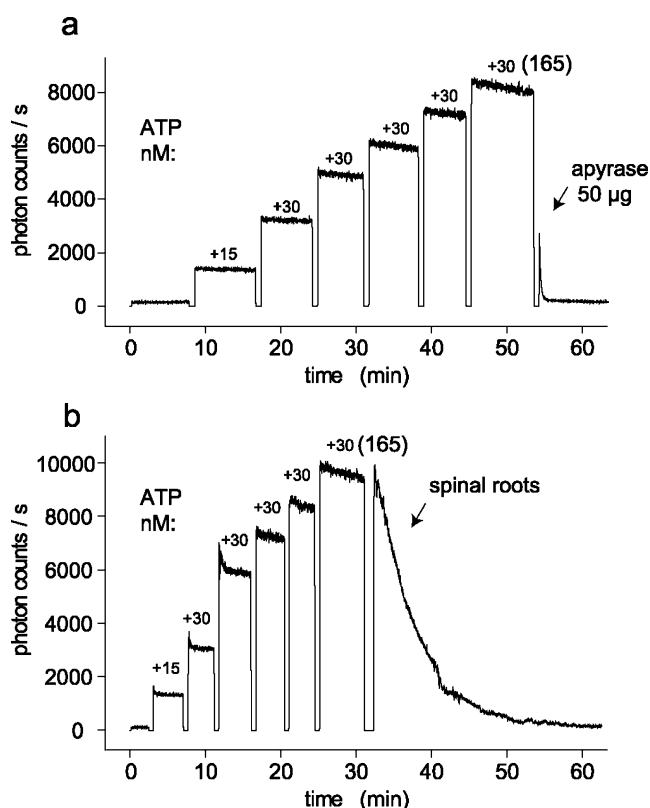 a
photon counts / s
8000
6000
4000
2000
0
ATP
nM:
+15
+30
+30
+30
+30
+30 (165)
apyrase
50 µg
0 10 20 30 40 50 60
time (min)
b
photon counts / s
10000
8000
6000
4000
2000
0
ATP
nM:
+15
+30
+30
+30
+30
+30 (165)
spinal roots
0 10 20 30 40 50 60
time (min)